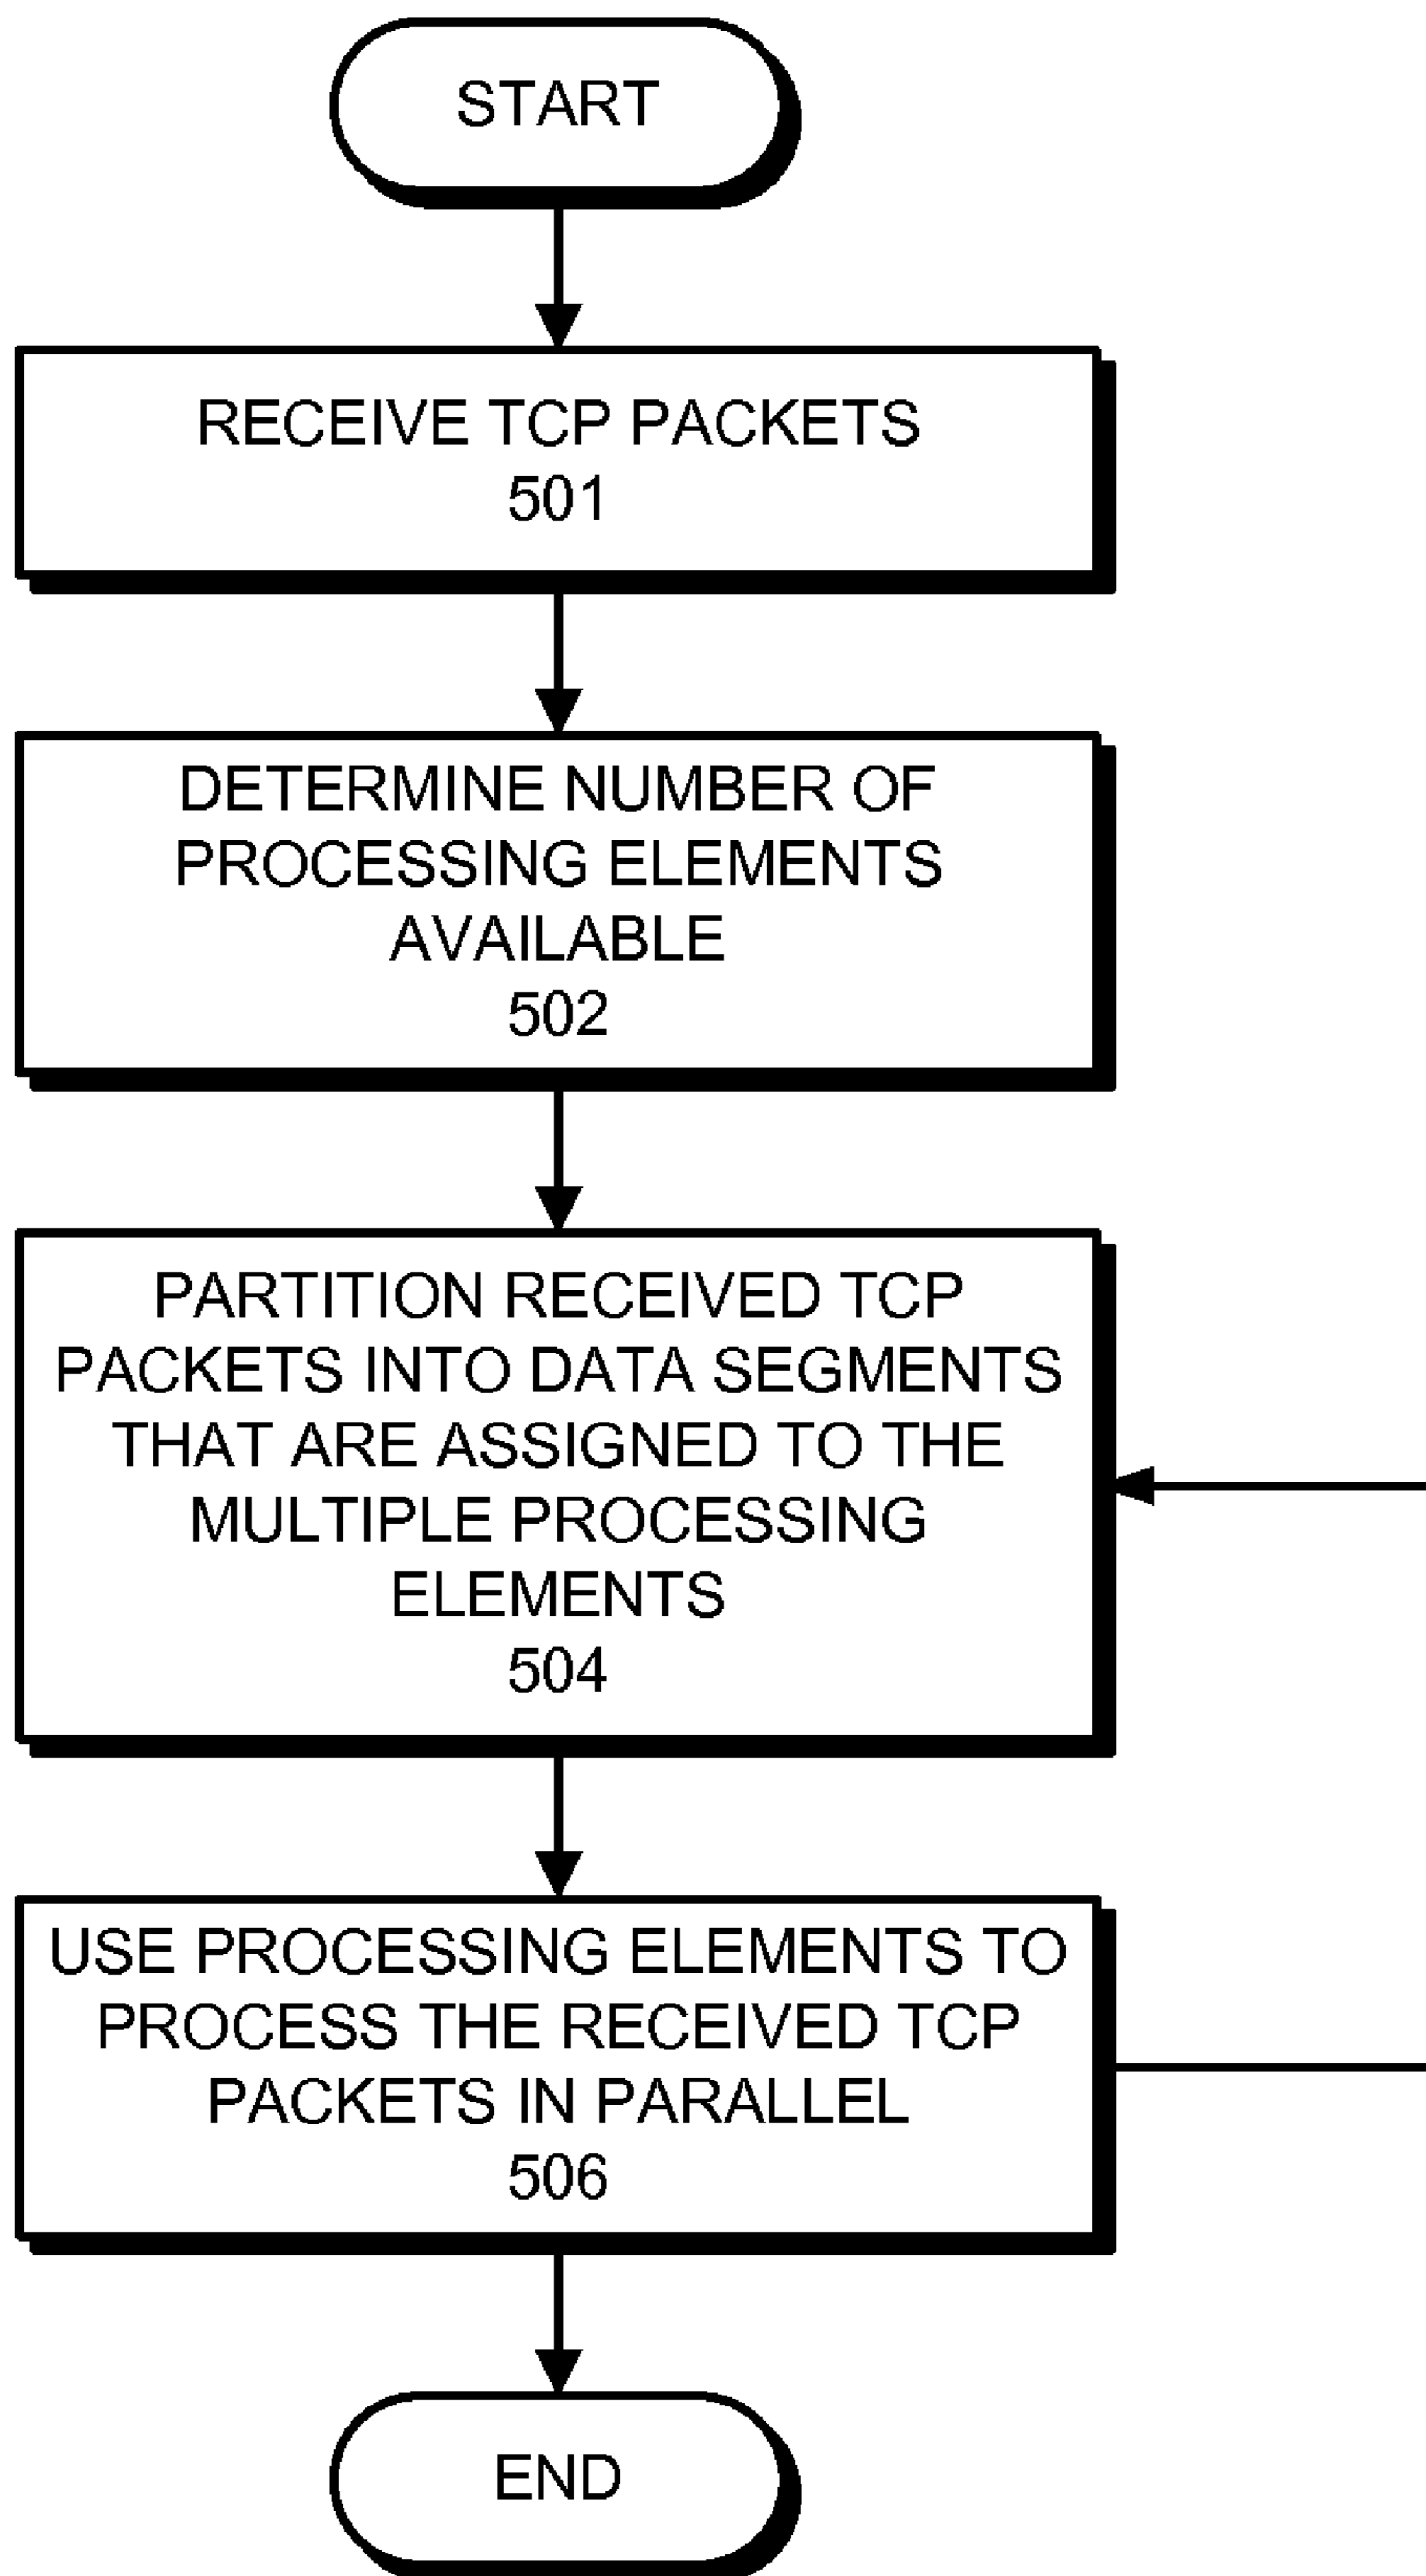 START
RECEIVE TCP PACKETS
501
DETERMINE NUMBER OF
PROCESSING ELEMENTS
AVAILABLE
502
PARTITION RECEIVED TCP
PACKETS INTO DATA SEGMENTS
THAT ARE ASSIGNED TO THE
MULTIPLE PROCESSING
ELEMENTS
504
USE PROCESSING ELEMENTS TO
PROCESS THE RECEIVED TCP
PACKETS IN PARALLEL
506
END